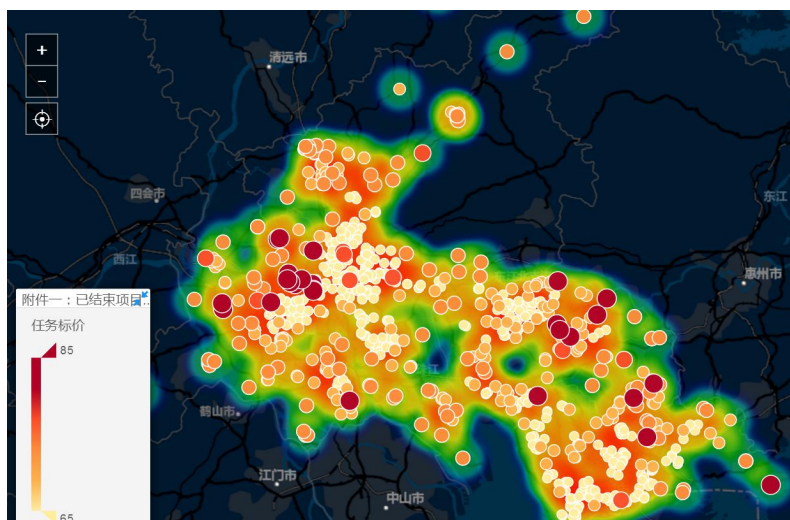 +
−
清远市
四会市
西江
东江
惠州市
附件一：已结束项目...
任务标价
85
鹤山市
江门市
中山市
65